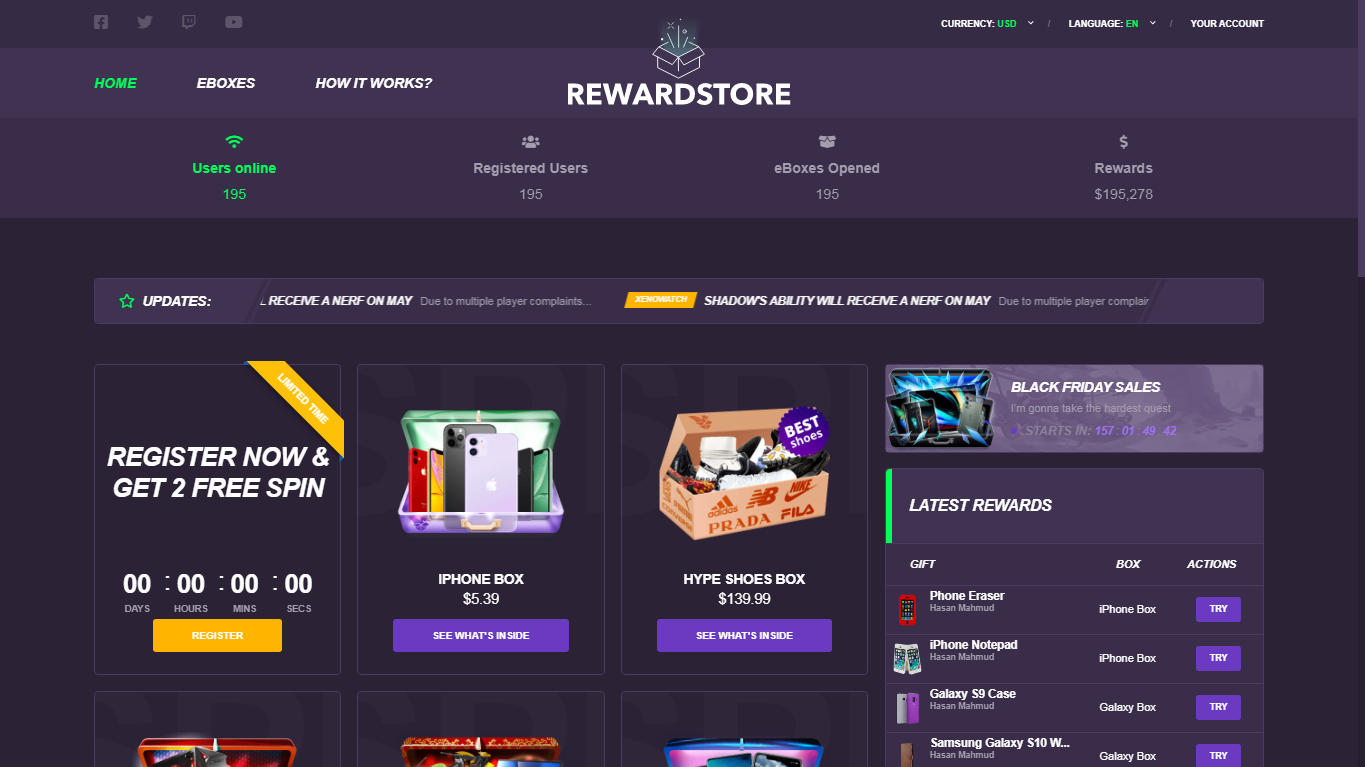 CURRENCY: USD / LANGUAGE: EN / YOUR ACCOUNT
HOME EBOXES HOW IT WORKS?
REWARDSTORE
Users online Registered Users eBoxes Opened Rewards
195 195 195 $195,278
UPDATES: L RECEIVE A NERF ON MAY Due to multiple player complaints... XENOWATCH SHADOW'S ABILITY WILL RECEIVE A NERF ON MAY Due to multiple player complain
LIMITED TIME
REGISTER NOW &
GET 2 FREE SPIN
00 : 00 : 00 : 00
DAYS HOURS MINS SECS
REGISTER
IPHONE BOX
$5.39
SEE WHAT'S INSIDE
BEST
shoes
adidas NB NIKE
PRADA FILA
HYPE SHOES BOX
$139.99
SEE WHAT'S INSIDE
BLACK FRIDAY SALES
I'm gonna take the hardest quest
STARTS IN: 157 : 01 : 49 : 42
LATEST REWARDS
GIFT BOX ACTIONS
Phone Eraser
Hasan Mahmud
iPhone Box TRY
iPhone Notepad
Hasan Mahmud
iPhone Box TRY
Galaxy S9 Case
Hasan Mahmud
Galaxy Box TRY
Samsung Galaxy S10 W...
Hasan Mahmud
Galaxy Box TRY